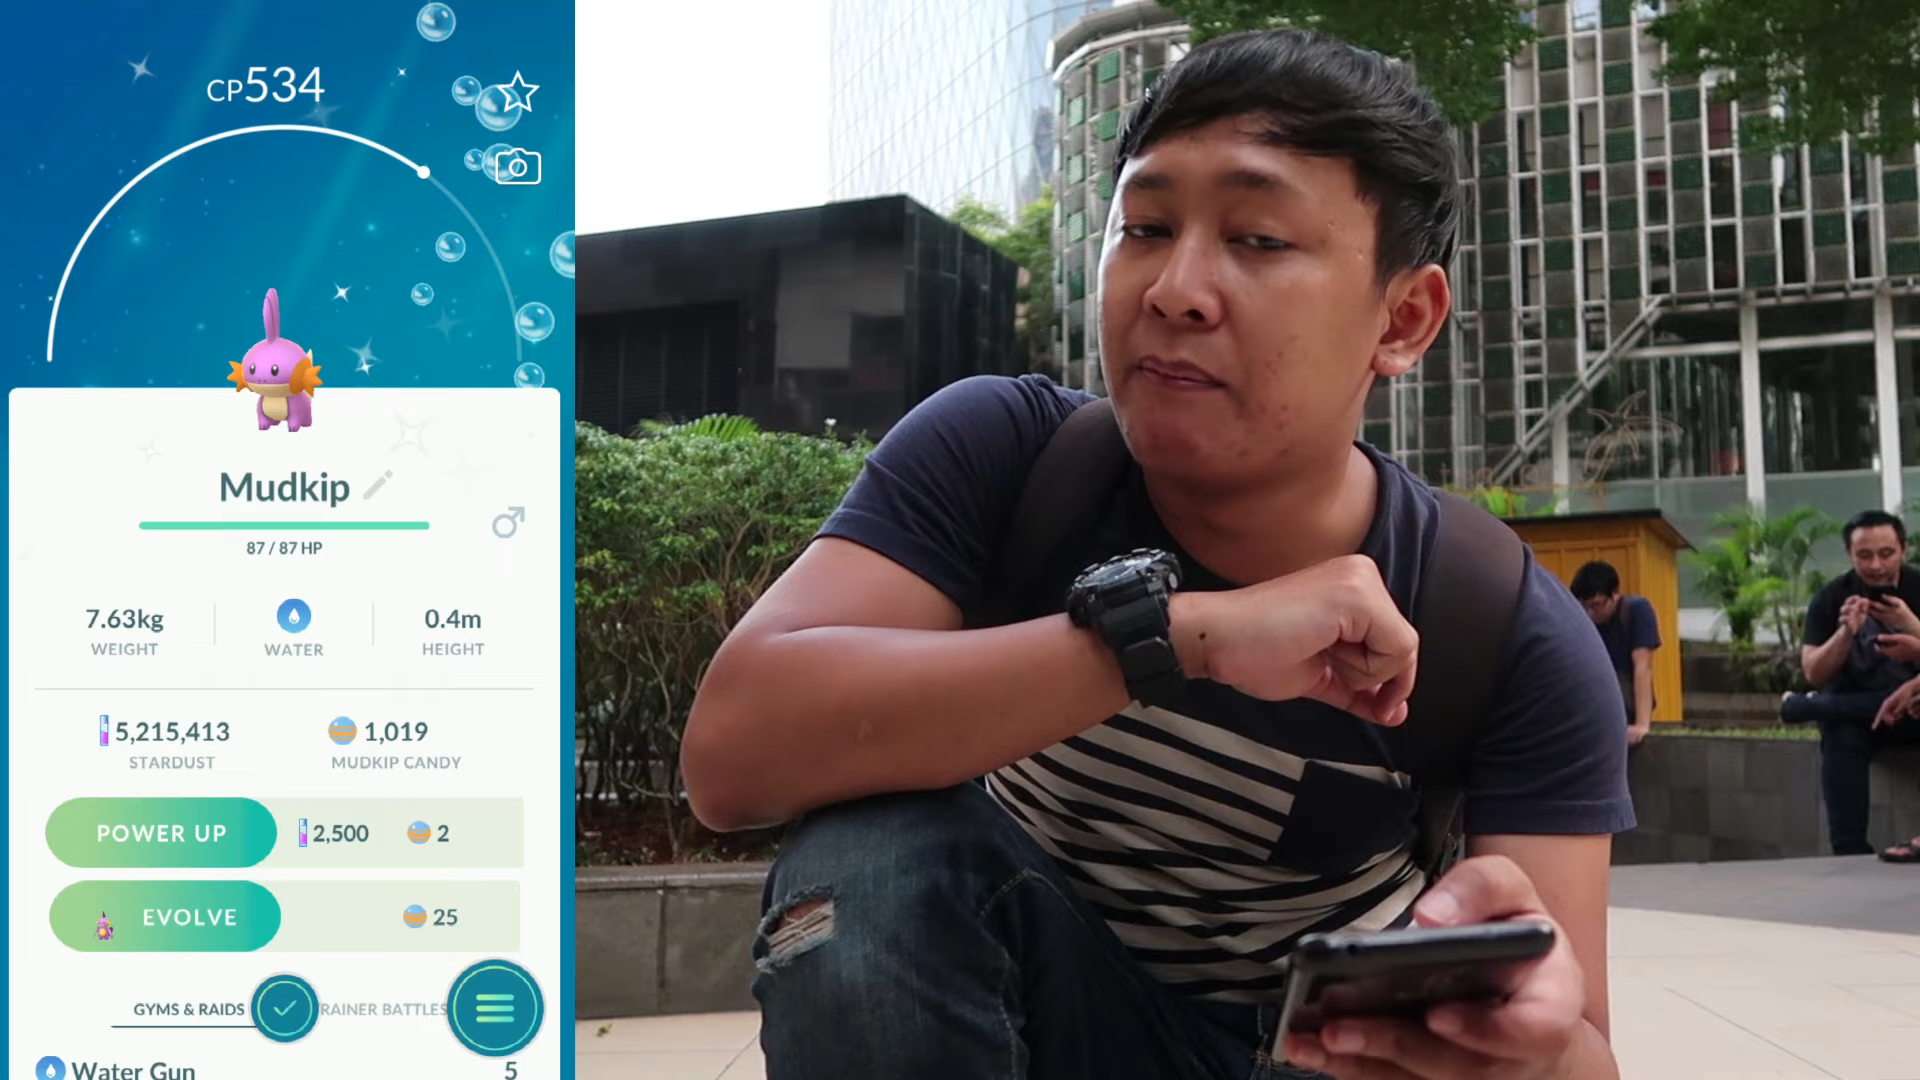 CP534
Mudkip
87 / 87 HP
7.63kg
WEIGHT
WATER
0.4m
HEIGHT
5,215,413
STARDUST
1,019
MUDKIP CANDY
POWER UP 2,500 2
EVOLVE 25
GYMS & RAIDS RAINER BATTLES
Water Gun 5